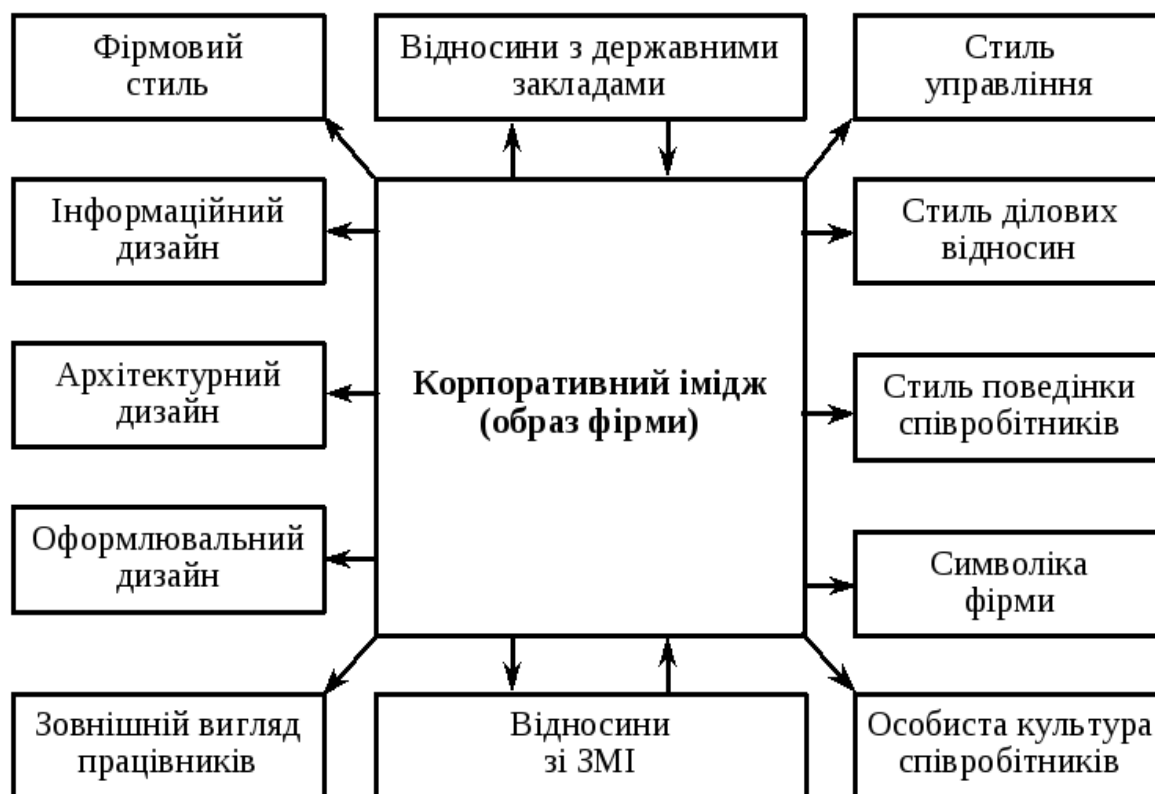 Фірмовий
стиль
Відносини з державними
закладами
Стиль
управління
Інформаційний
дизайн
Стиль ділових
відносин
Архітектурний
дизайн
Корпоративний імідж
(образ фірми)
Стиль поведінки
співробітників
Оформлювальний
дизайн
Символіка
фірми
Зовнішній вигляд
працівників
Відносини
зі ЗМІ
Особиста культура
співробітників